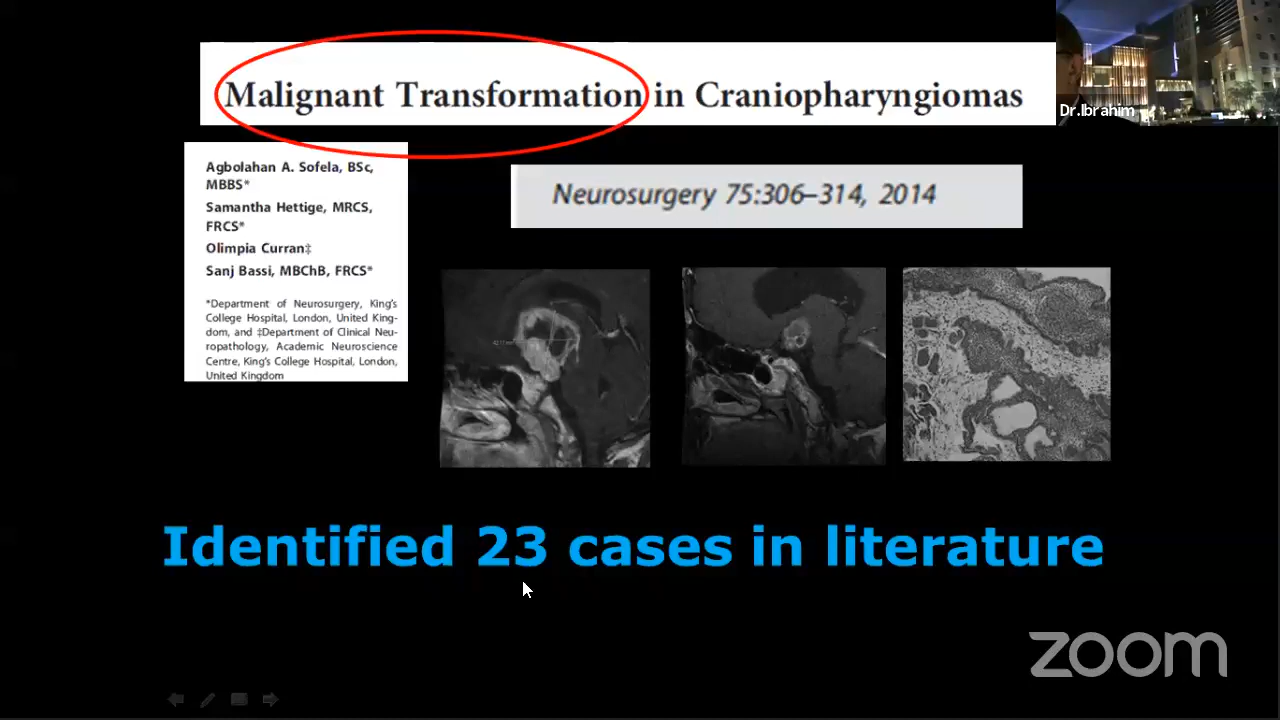 Malignant Transformation in Craniopharyngiomas
Dr.Ibrahim
Agbolahan A. Sofela, BSc,
MBBS*
Samantha Hettige, MRCS,
FRCS*
Olimpia Curran‡
Sanj Bassi, MBChB, FRCS*
*Department of Neurosurgery, King's
College Hospital, London, United King-
dom, and ‡Department of Clinical Neu-
ropathology, Academic Neuroscience
Centre, King's College Hospital, London,
United Kingdom
Neurosurgery 75:306–314, 2014
Identified 23 cases in literature
zoom